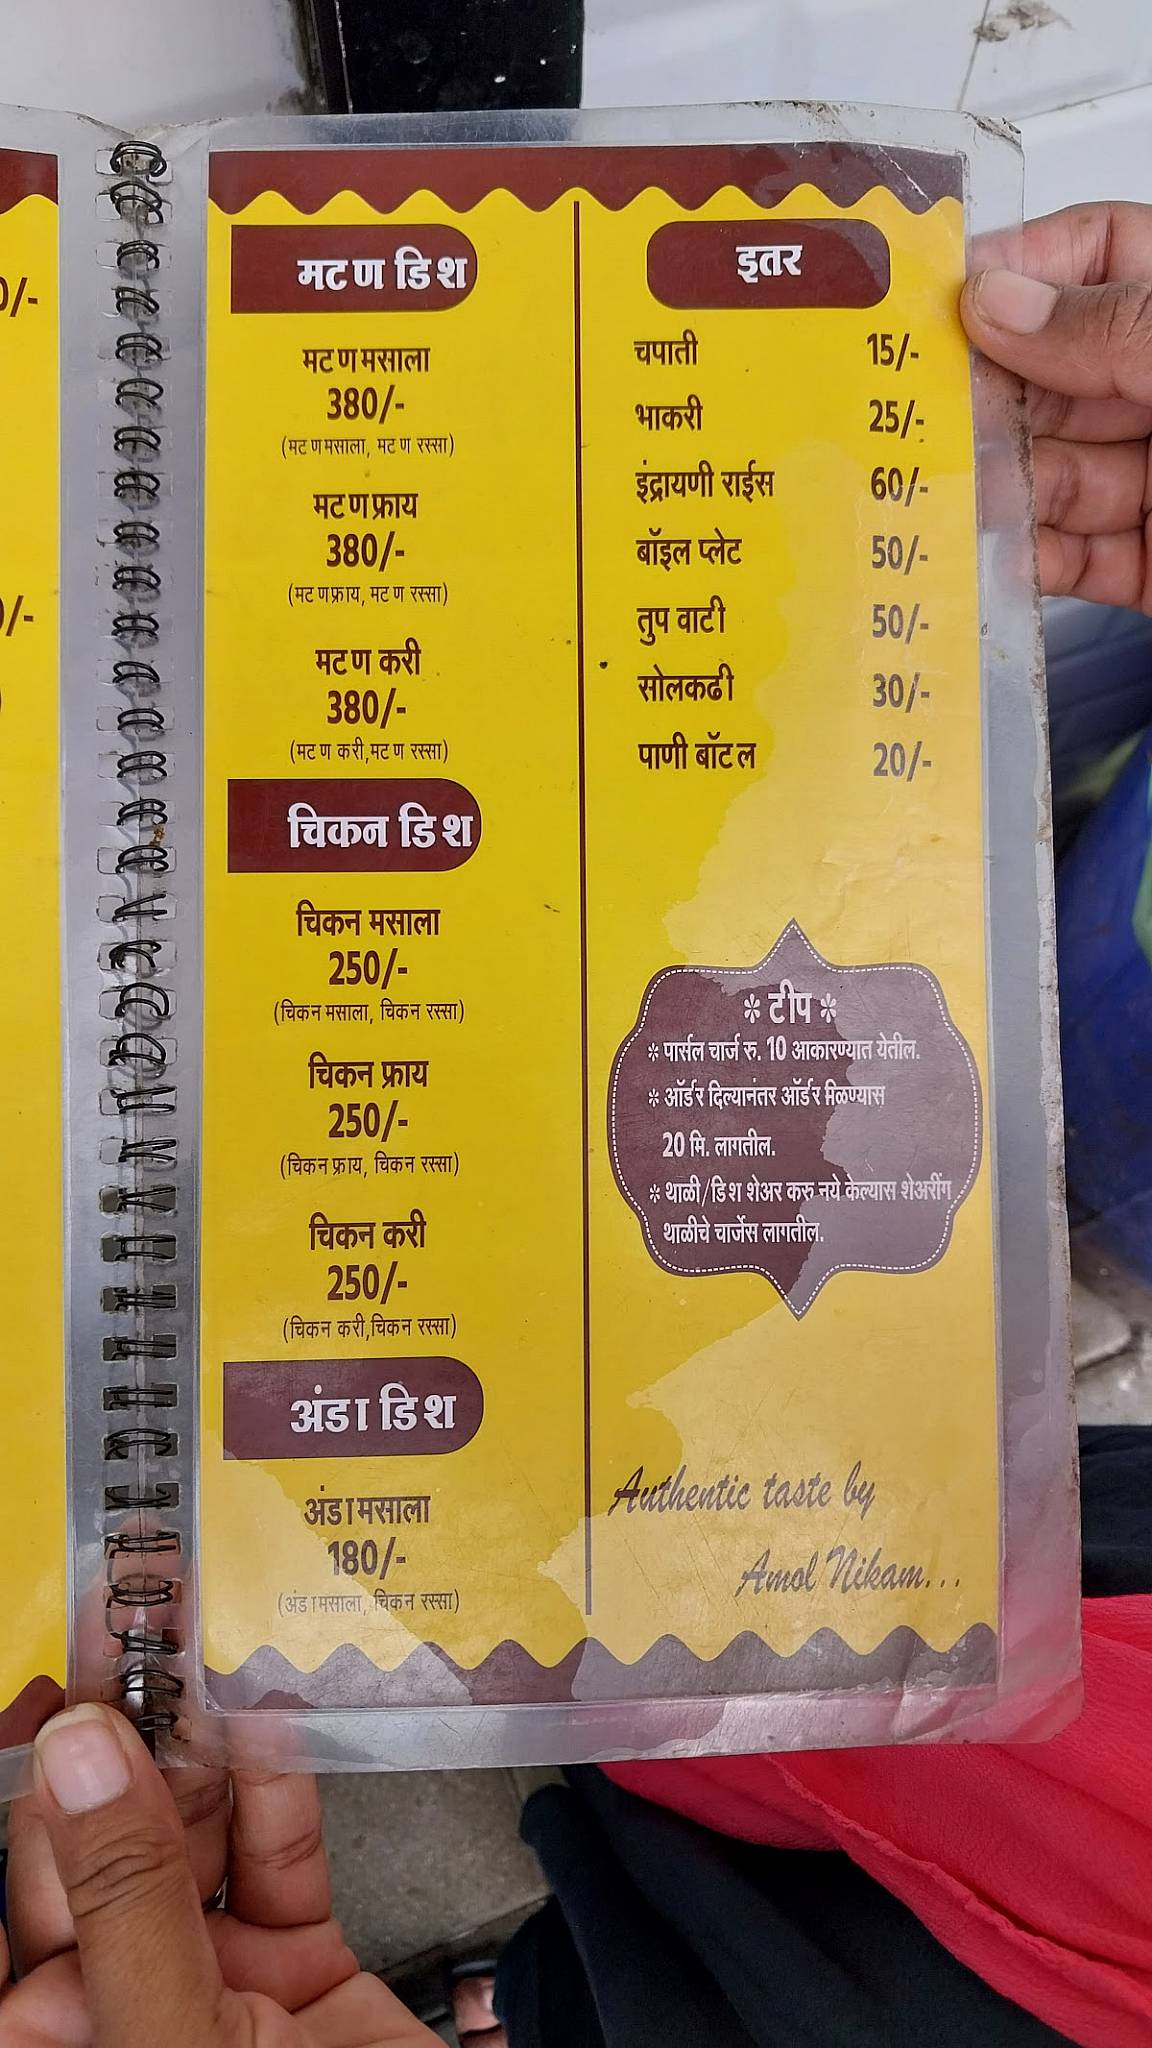 0/-
0/-
मटण डिश
मटण मसाला
380/-
(मटण मसाला, मटण रस्सा)
मटण फ्राय
380/-
(मटण फ्राय, मटण रस्सा)
मटण करी
380/-
(मटण करी,मटण रस्सा)
चिकन डिश
चिकन मसाला
250/-
(चिकन मसाला, चिकन रस्सा)
चिकन फ्राय
250/-
(चिकन फ्राय, चिकन रस्सा)
चिकन करी
250/-
(चिकन करी,चिकन रस्सा)
अंडा डिश
अंडा मसाला
180/-
(अंडा मसाला, चिकन रस्सा)
इतर
चपाती 15/-
भाकरी 25/-
इंद्रायणी राईस 60/-
बॉइल प्लेट 50/-
तुप वाटी 50/-
सोलकढी 30/-
पाणी बॉटल 20/-
* टीप *
* पार्सल चार्ज रु. 10 आकारण्यात येतील.
* ऑर्डर दिल्यानंतर ऑर्डर मिळण्यास
20 मि. लागतील.
* थाळी/डिश शेअर करु नये केल्यास शेअरींग
थाळीचे चार्जेस लागतील.
Authentic taste by
Amol Nikam...